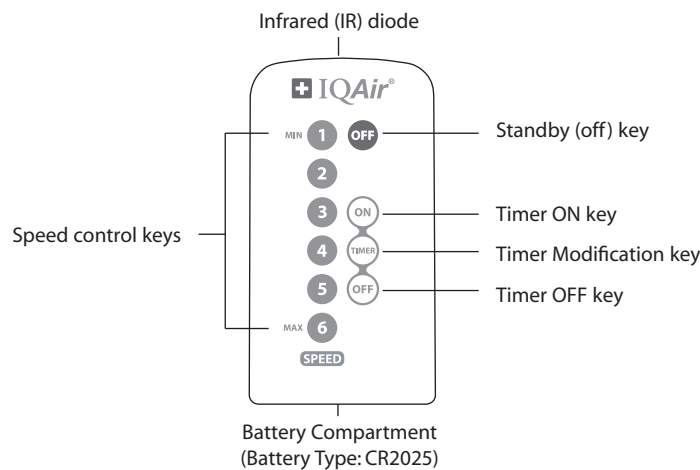 Infrared (IR) diode
IQAir®
MIN 1 OFF
Standby (off) key
2
3 ON
Timer ON key
Speed control keys
4 TIMER
Timer Modification key
5 OFF
Timer OFF key
MAX 6
SPEED
Battery Compartment
(Battery Type: CR2025)